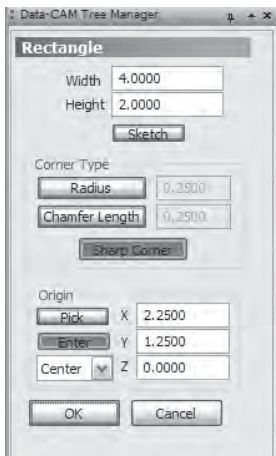 Data-CAM Tree Manager
Rectangle
Width 4.0000
Height 2.0000
Sketch
Corner Type
Radius 0.2500
Chamfer Length 0.2500
Sharp Corner
Origin
Pick X 2.2500
Enter Y 1.2500
Center Z 0.0000
OK Cancel